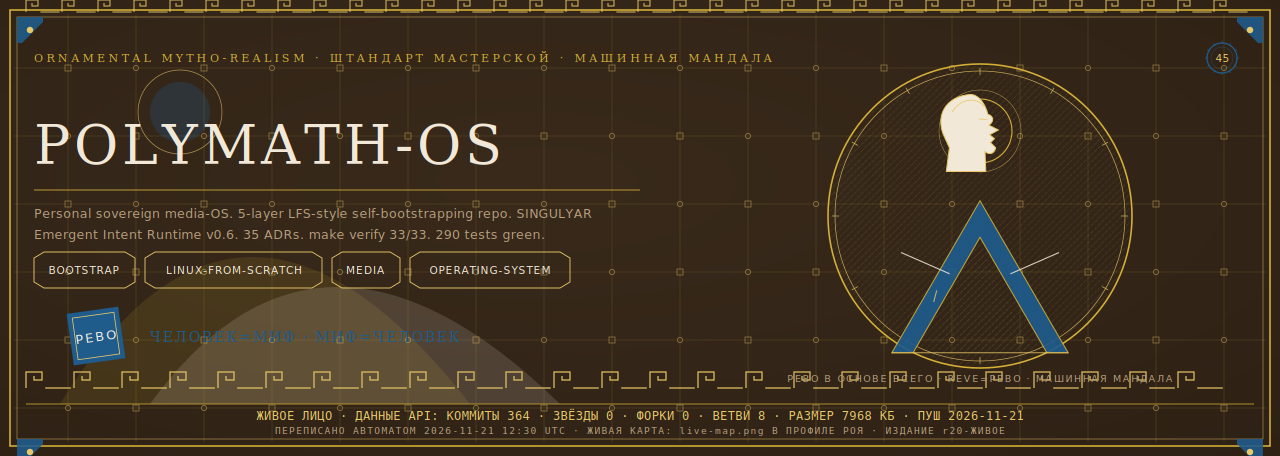 ORNAMENTAL MYTHO-REALISM · ШТАНДАРТ МАСТЕРСКОЙ · МАШИННАЯ МАНДАЛА
45
POLYMATH-OS
Personal sovereign media-OS. 5-layer LFS-style self-bootstrapping repo. SINGULYAR
Emergent Intent Runtime v0.6. 35 ADRs. make verify 33/33. 290 tests green.
BOOTSTRAP
LINUX-FROM-SCRATCH
MEDIA
OPERATING-SYSTEM
РЕВО
ЧЕЛОВЕК=МИФ · МИФ=ЧЕЛОВЕК
РЕВО В ОСНОВЕ ВСЕГО · REVE=РЕВО · МАШИННАЯ МАНДАЛА
ЖИВОЕ ЛИЦО · ДАННЫЕ API: КОММИТЫ 364 · ЗВЁЗДЫ 0 · ФОРКИ 0 · ВЕТВИ 8 · РАЗМЕР 7968 КБ · ПУШ 2026-11-21
ПЕРЕПИСАНО АВТОМАТОМ 2026-11-21 12:30 UTC · ЖИВАЯ КАРТА: live-map.png В ПРОФИЛЕ РОЯ · ИЗДАНИЕ r20-ЖИВОЕ